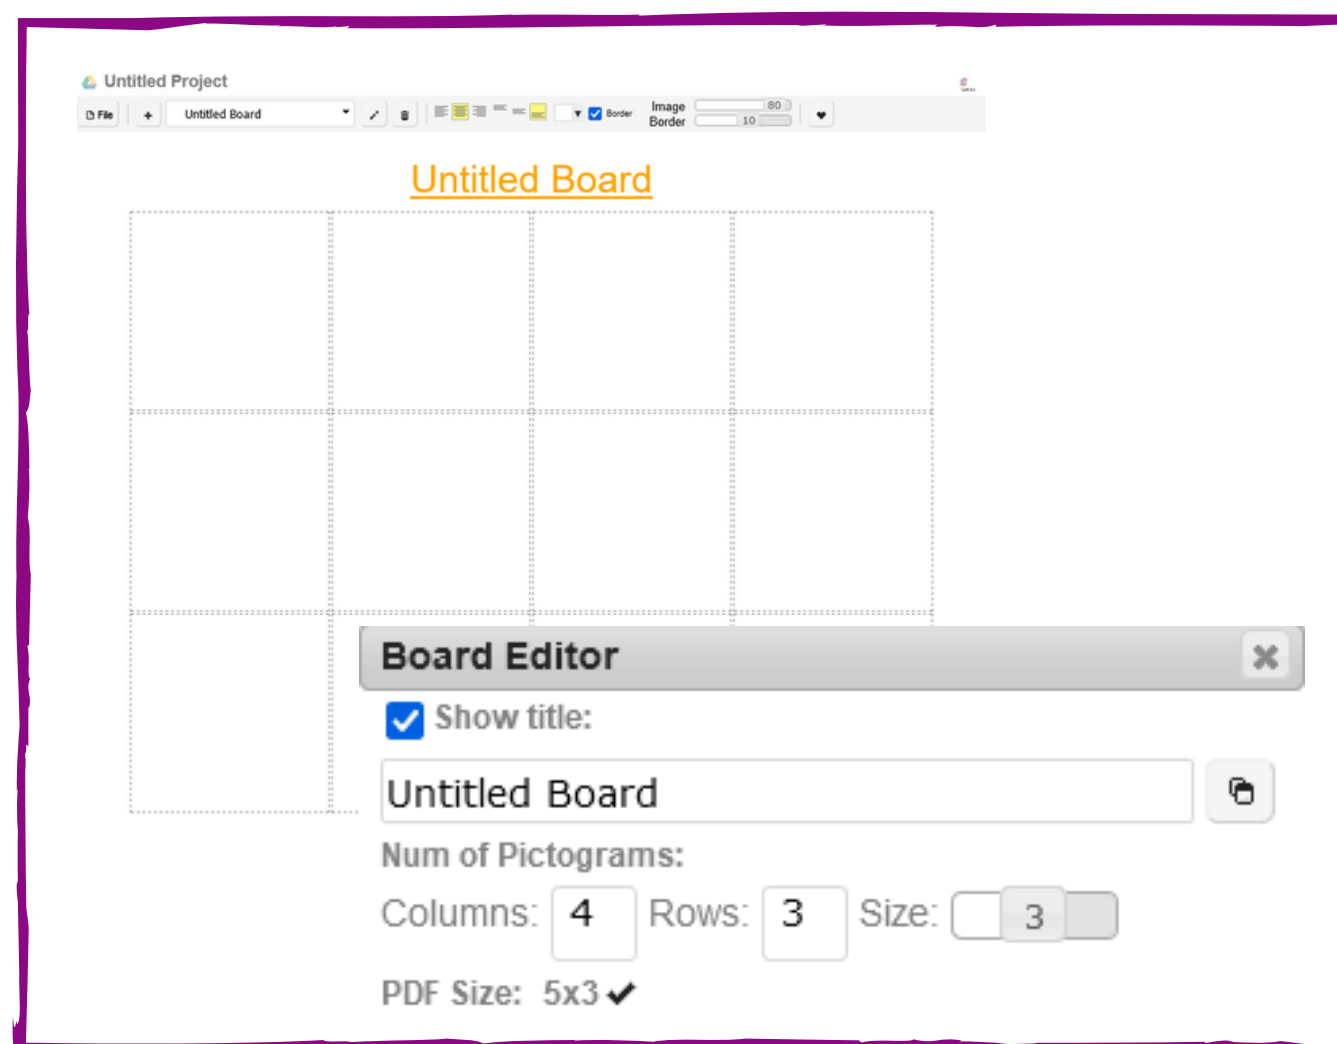 Untitled Project
File + Untitled Board Border Image 80
Border 10
Untitled Board
Board Editor
Show title:
Untitled Board
Num of Pictograms:
Columns: 4 Rows: 3 Size: 3
PDF Size: 5x3